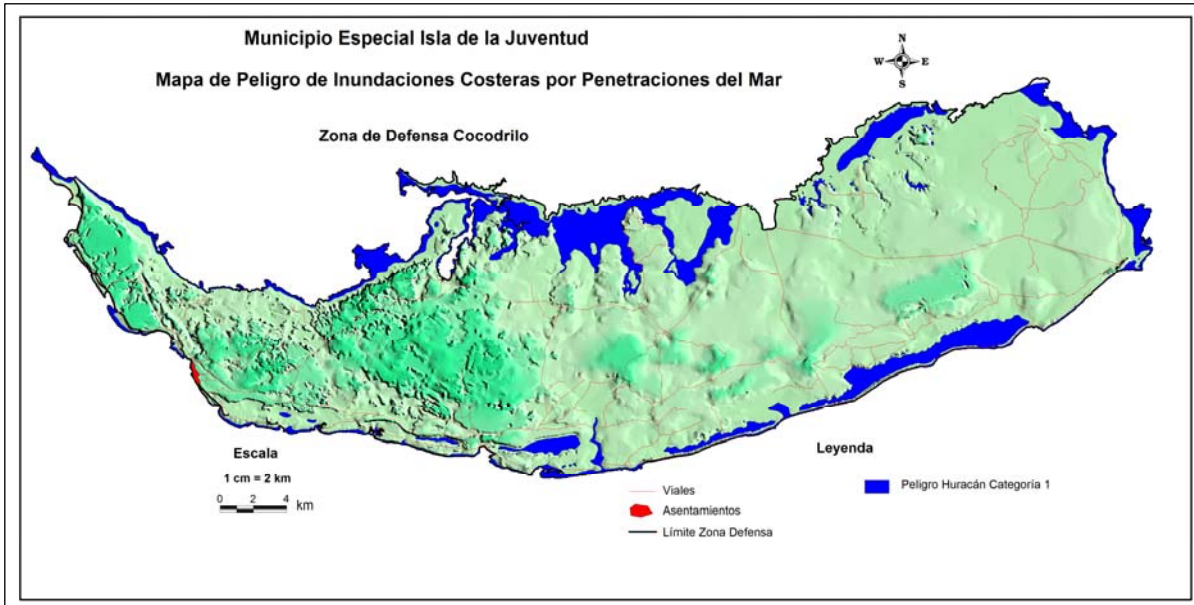 Municipio Especial Isla de la Juventud
Mapa de Peligro de Inundaciones Costeras por Penetraciones del Mar
N
W E
S
Zona de Defensa Cocodrilo
Escala
1 cm = 2 km
0 2 4 km
Leyenda
Viales
Asentamientos
Límite Zona Defensa
Peligro Huracán Categoría 1